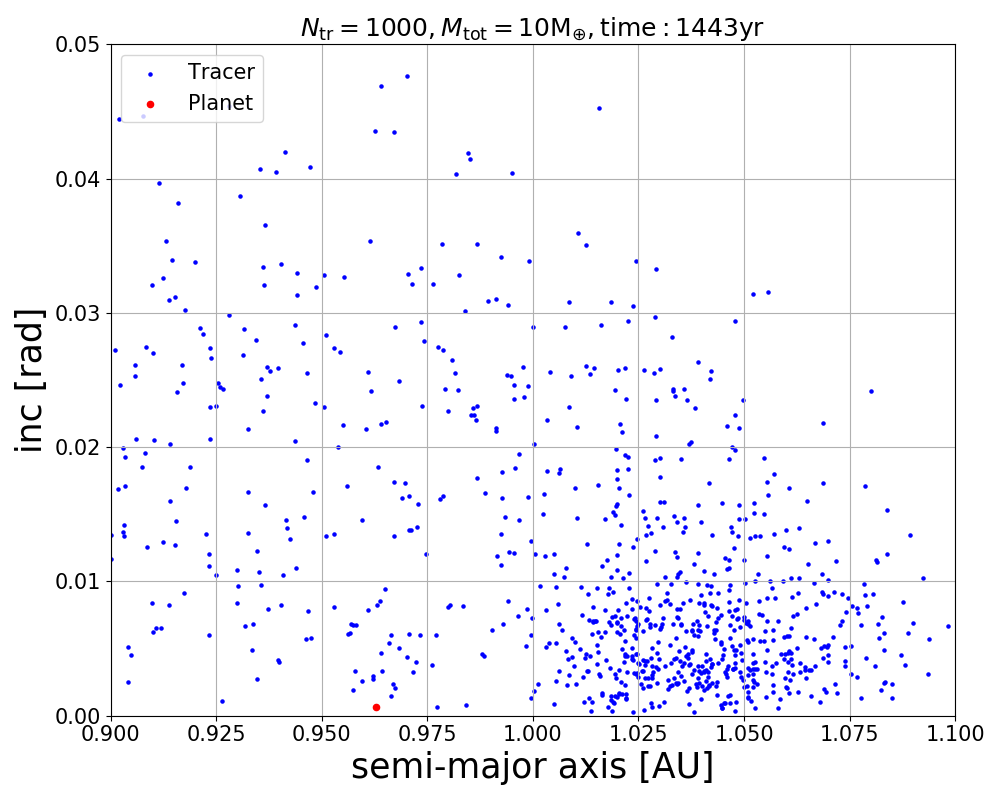 N_tr = 1000, M_tot = 10M_⊕, time : 1443yr
0.05
Tracer
Planet
0.04
0.03
inc [rad]
0.02
0.01
0.00
0.900 0.925 0.950 0.975 1.000 1.025 1.050 1.075 1.100
semi-major axis [AU]